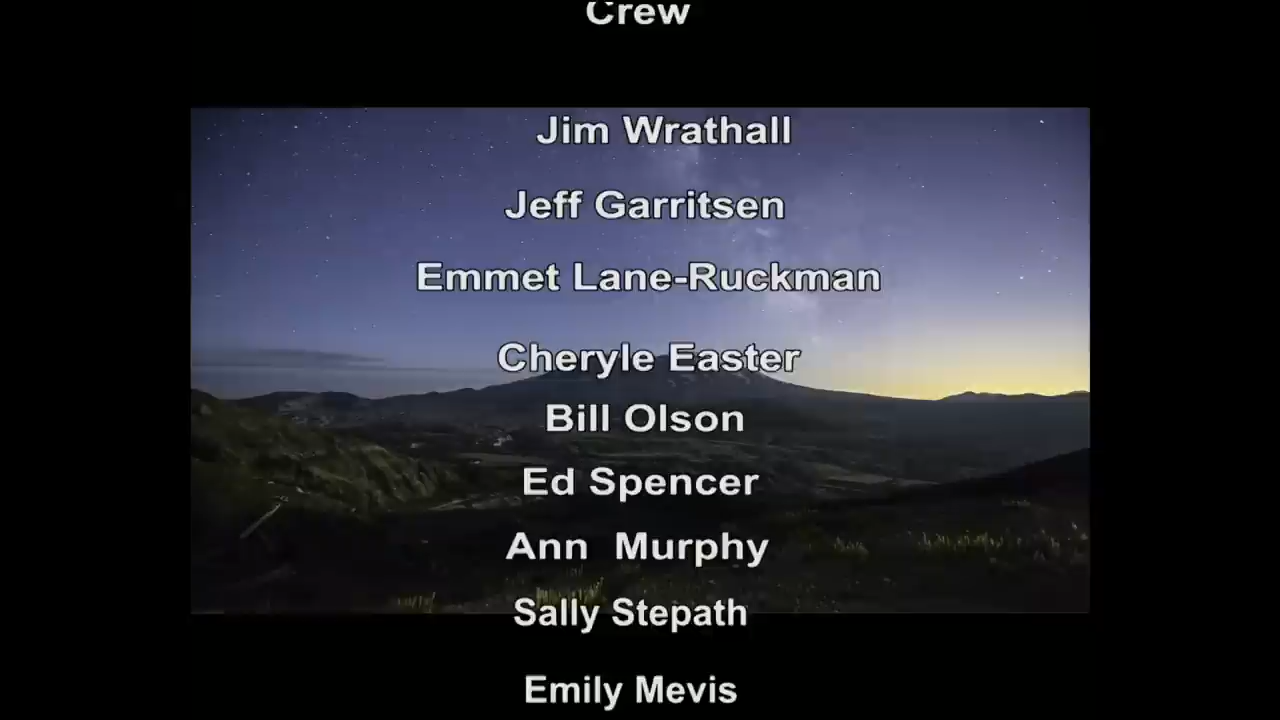 Crew
Jim Wrathall
Jeff Garritsen
Emmet Lane-Ruckman
Cheryle Easter
Bill Olson
Ed Spencer
Ann  Murphy
Sally Stepath
Emily Mevis